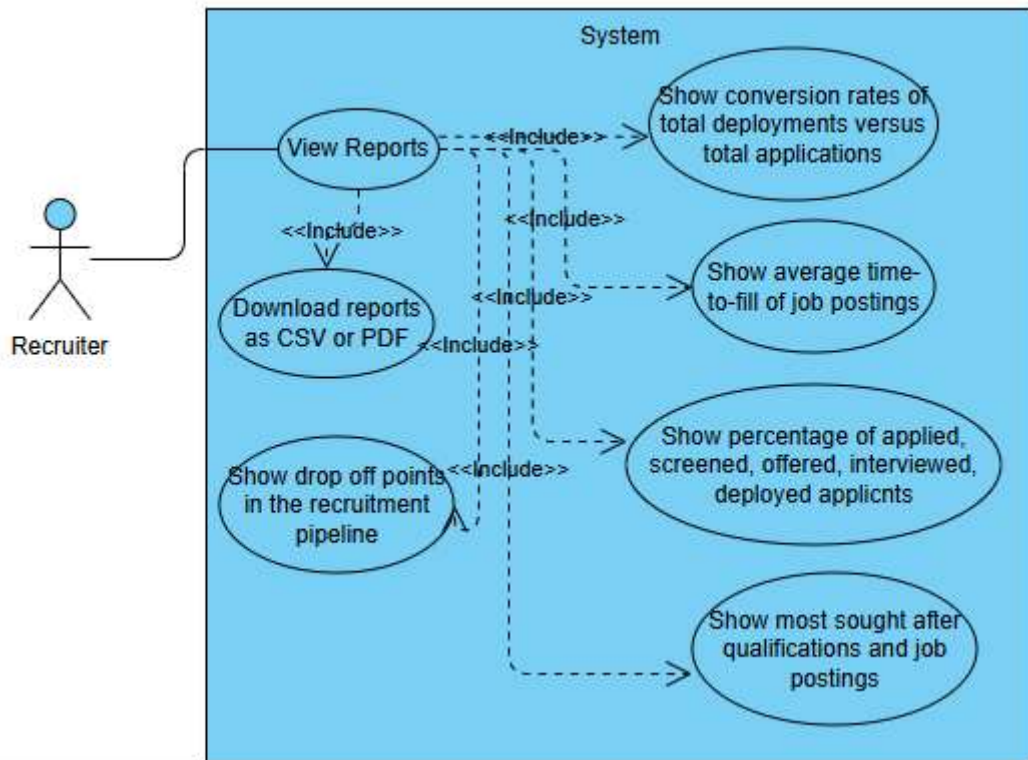 System
Show conversion rates of
total deployments versus
total applications
<<Include>>
View Reports
<<Include>>
<<Include>>
Show average time-
to-fill of job postings
<<Include>>
Download reports
as CSV or PDF
<<Include>>
Recruiter
Show percentage of applied,
screened, offered, interviewed,
deployed applicnts
<<Include>>
Show drop off points
in the recruitment
pipeline
Show most sought after
qualifications and job
postings